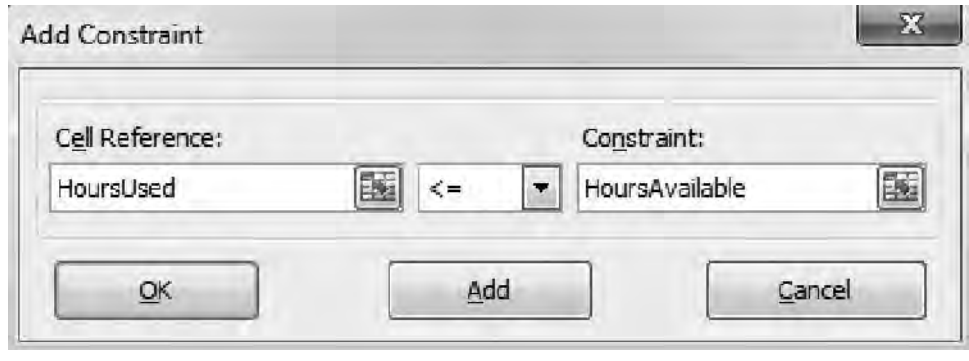 Add Constraint
X
Cell Reference:
Constraint:
HoursUsed
<=
HoursAvailable
OK
Add
Cancel